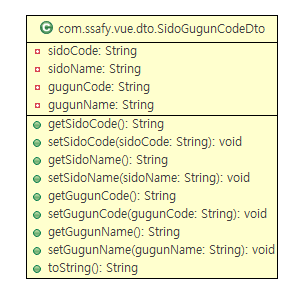 C com.ssafy.vue.dto.SidoGugunCodeDto
sidoCode: String
sidoName: String
gugunCode: String
gugunName: String
getSidoCode(): String
setSidoCode(sidoCode: String): void
getSidoName(): String
setSidoName(sidoName: String): void
getGugunCode(): String
setGugunCode(gugunCode: String): void
getGugunName(): String
setGugunName(gugunName: String): void
toString(): String